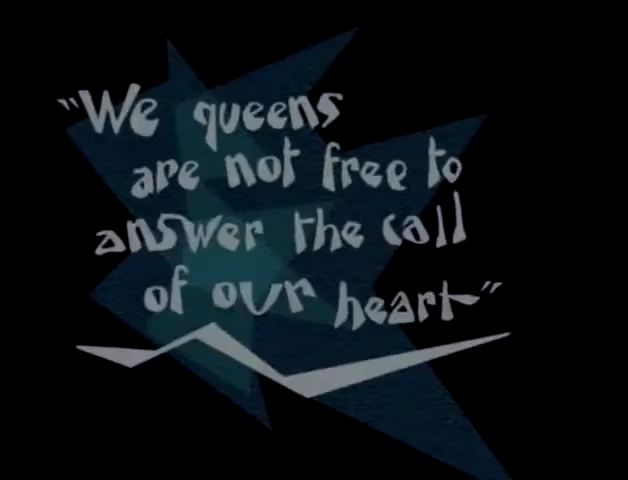 "We queens
are not free to
answer the call
of our heart"